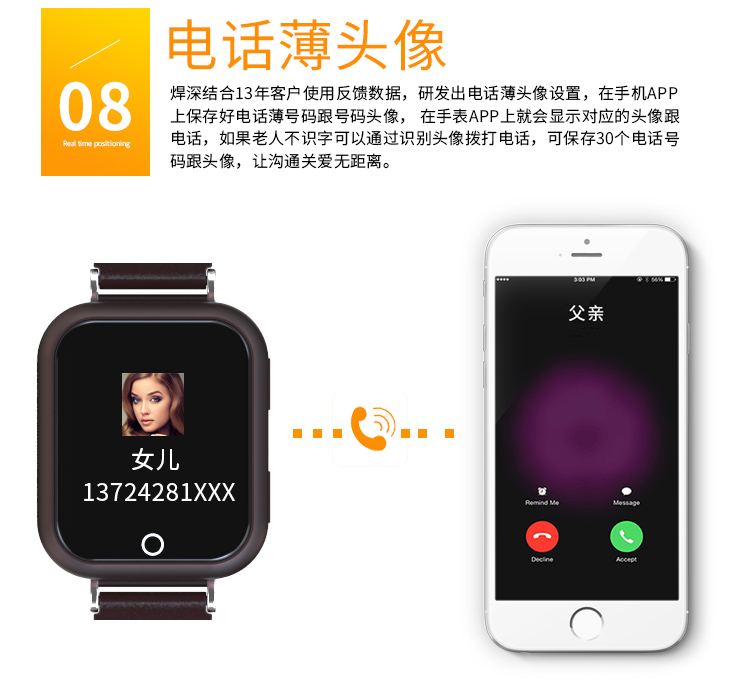 08
Real time positioning
电话薄头像
焊深结合13年客户使用反馈数据，研发出电话薄头像设置，在手机APP
上保存好电话薄号码跟号码头像， 在手表APP上就会显示对应的头像跟
电话，如果老人不识字可以通过识别头像拨打电话，可保存30个电话号
码跟头像，让沟通关爱无距离。
女儿
13724281XXX
3:03 PM
56%
父亲
Remind Me
Message
Decline
Accept